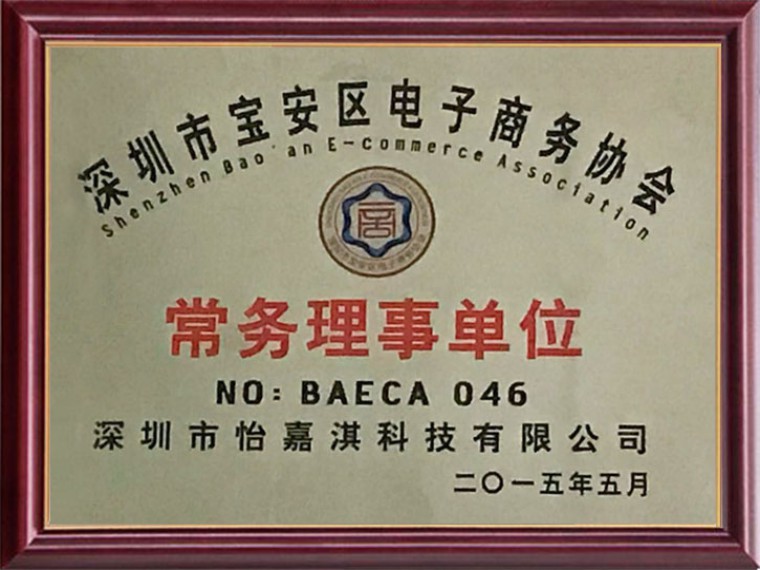 深圳市宝安区电子商务协会
Shenzhen Bao'an E-commerce Association
常务理事单位
NO: BAECA 046
深圳市怡嘉淇科技有限公司
二〇一五年五月